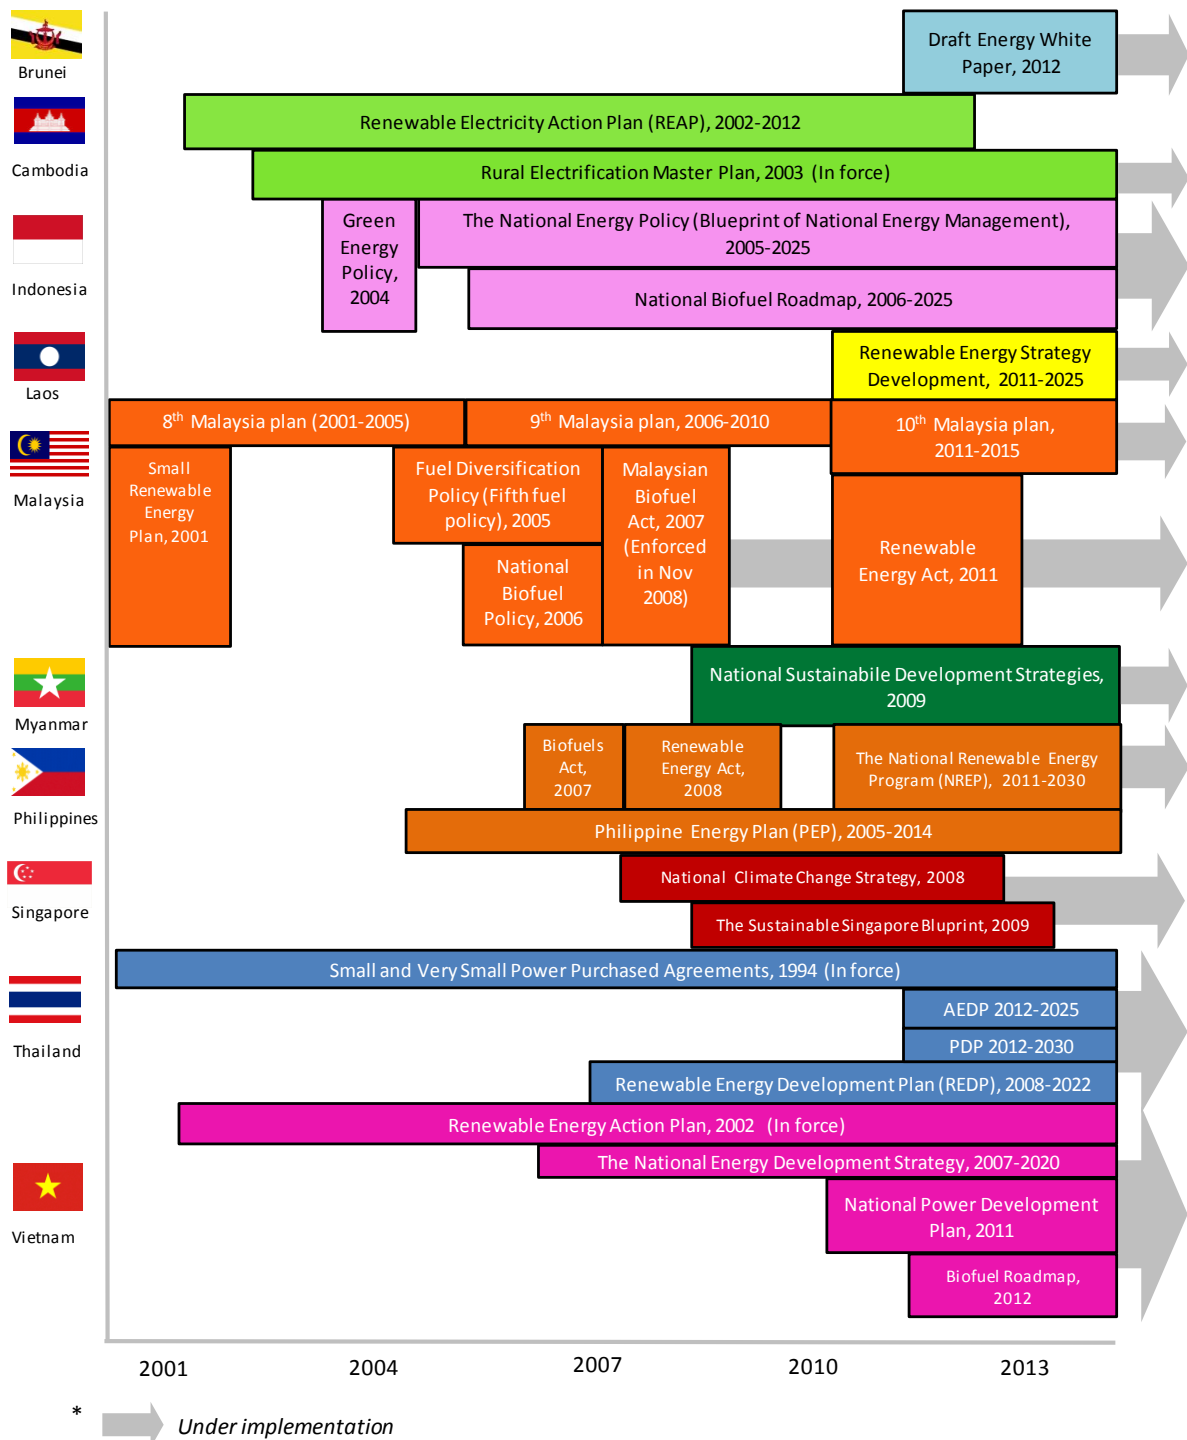 Draft Energy White
Paper, 2012
Brunei
Renewable Electricity Action Plan (REAP), 2002-2012
Cambodia
Rural Electrification Master Plan, 2003 (In force)
Green
Energy
Policy,
2004
The National Energy Policy (Blueprint of National Energy Management),
2005-2025
Indonesia
National Biofuel Roadmap, 2006-2025
Renewable Energy Strategy
Development, 2011-2025
Laos
8th Malaysia plan (2001-2005)
9th Malaysia plan, 2006-2010
10th Malaysia plan,
2011-2015
Malaysia
Small
Renewable
Energy
Plan, 2001
Fuel Diversification
Policy (Fifth fuel
policy), 2005
National
Biofuel
Policy, 2006
Malaysian
Biofuel
Act, 2007
(Enforced
in Nov
2008)
Renewable
Energy Act, 2011
National Sustainabile Development Strategies,
2009
Myanmar
Biofuels
Act,
2007
Renewable
Energy Act,
2008
The National Renewable Energy
Program (NREP), 2011-2030
Philippines
Philippine Energy Plan (PEP), 2005-2014
National Climate Change Strategy, 2008
Singapore
The Sustainable Singapore Bluprint, 2009
Small and Very Small Power Purchased Agreements, 1994 (In force)
AEDP 2012-2025
PDP 2012-2030
Thailand
Renewable Energy Development Plan (REDP), 2008-2022
Renewable Energy Action Plan, 2002 (In force)
The National Energy Development Strategy, 2007-2020
National Power Development
Plan, 2011
Vietnam
Biofuel Roadmap,
2012
2001 2004 2007 2010 2013
* Under implementation